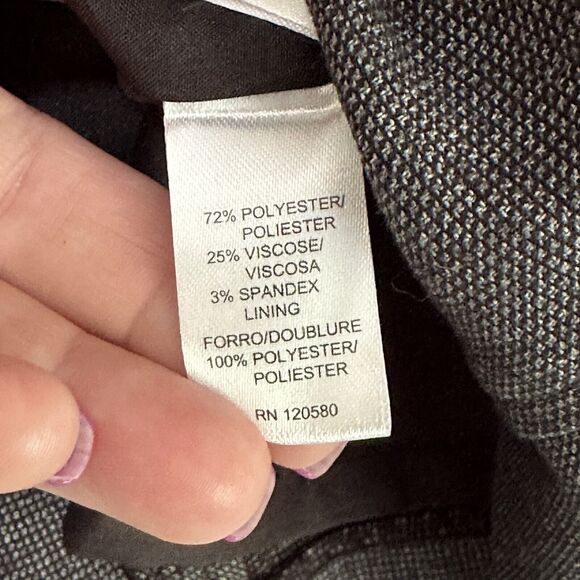 72% POLYESTER/
POLIESTER
25% VISCOSE/
VISCOSA
3% SPANDEX
LINING
FORRO/DOUBLURE
100% POLYESTER/
POLIESTER
RN 120580